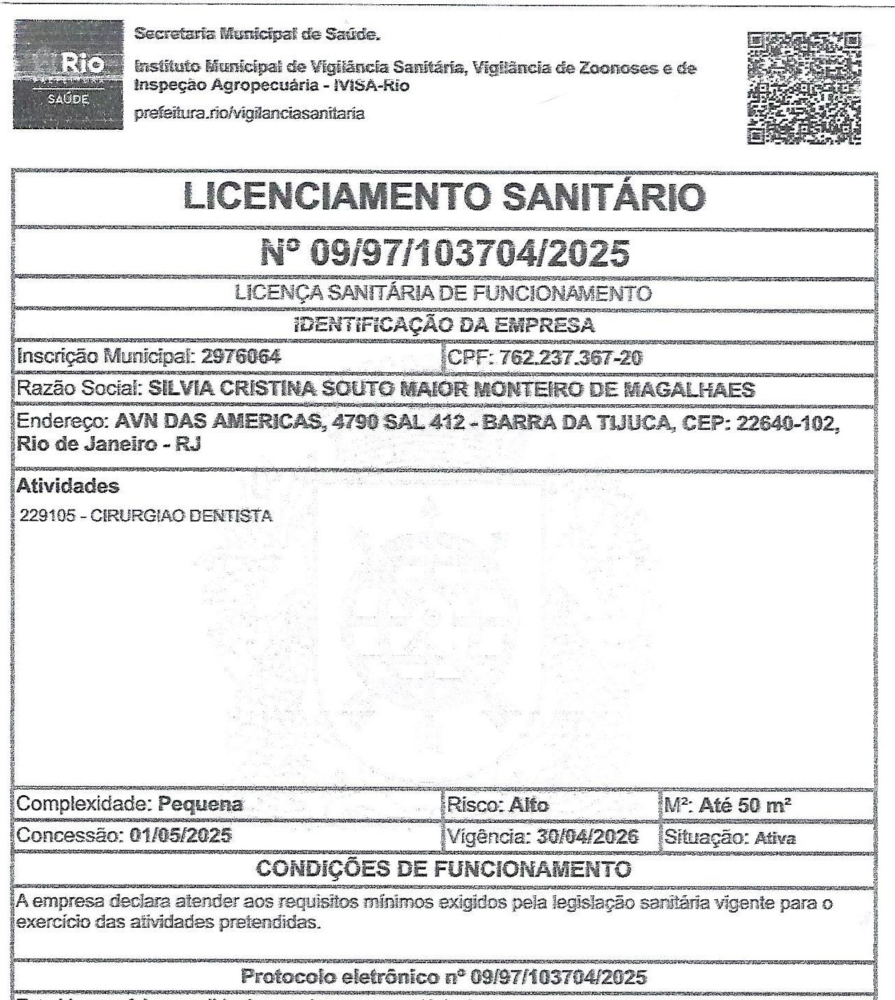 Rio
PREFEITURA
SAÚDE
Secretaria Municipal de Saúde.
Instituto Municipal de Vigilância Sanitária, Vigilância de Zoonoses e de
Inspeção Agropecuária - IVISA-Rio
prefeitura.rio/vigilanciasanitaria
LICENCIAMENTO SANITÁRIO
Nº 09/97/103704/2025
LICENÇA SANITÁRIA DE FUNCIONAMENTO
IDENTIFICAÇÃO DA EMPRESA
Inscrição Municipal: 2976064 CPF: 762.237.367-20
Razão Social: SILVIA CRISTINA SOUTO MAIOR MONTEIRO DE MAGALHAES
Endereço: AVN DAS AMERICAS, 4790 SAL 412 - BARRA DA TIJUCA, CEP: 22640-102,
Rio de Janeiro - RJ
Atividades
229105 - CIRURGIAO DENTISTA
Complexidade: Pequena Risco: Alto M²: Até 50 m²
Concessão: 01/05/2025 Vigência: 30/04/2026 Situação: Ativa
CONDIÇÕES DE FUNCIONAMENTO
A empresa declara atender aos requisitos mínimos exigidos pela legislação sanitária vigente para o
exercício das atividades pretendidas.
Protocolo eletrônico nº 09/97/103704/2025